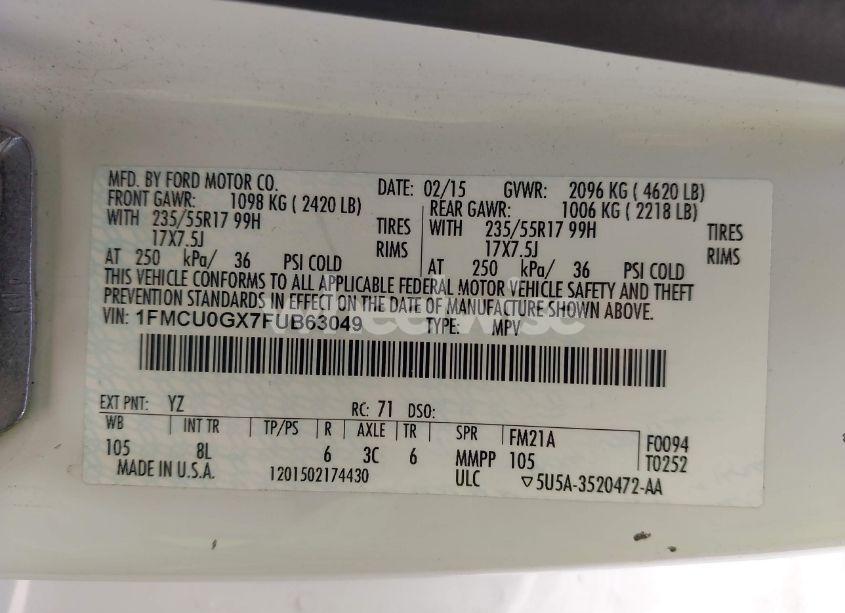 MFD. BY FORD MOTOR CO. DATE: 02/15 GVWR: 2096 KG ( 4620 LB)
FRONT GAWR: 1098 KG ( 2420 LB) REAR GAWR: 1006 KG ( 2218 LB)
WITH 235/55R17 99H TIRES WITH 235/55R17 99H TIRES
17X7.5J RIMS 17X7.5J RIMS
AT 250 kPa/ 36 PSI COLD AT 250 kPa/ 36 PSI COLD
THIS VEHICLE CONFORMS TO ALL APPLICABLE FEDERAL MOTOR VEHICLE SAFETY AND THEFT
PREVENTION STANDARDS IN EFFECT ON THE DATE OF MANUFACTURE SHOWN ABOVE.
VIN: 1FMCU0GX7FUB63049 TYPE: MPV
EXT PNT: YZ RC: 71 DSO:
WB INT TR TP/PS R AXLE TR SPR FM21A F0094
105 8L 6 3C 6 MMPP 105 T0252
MADE IN U.S.A. 1201502174430 ULC ▽5U5A-3520472-AA